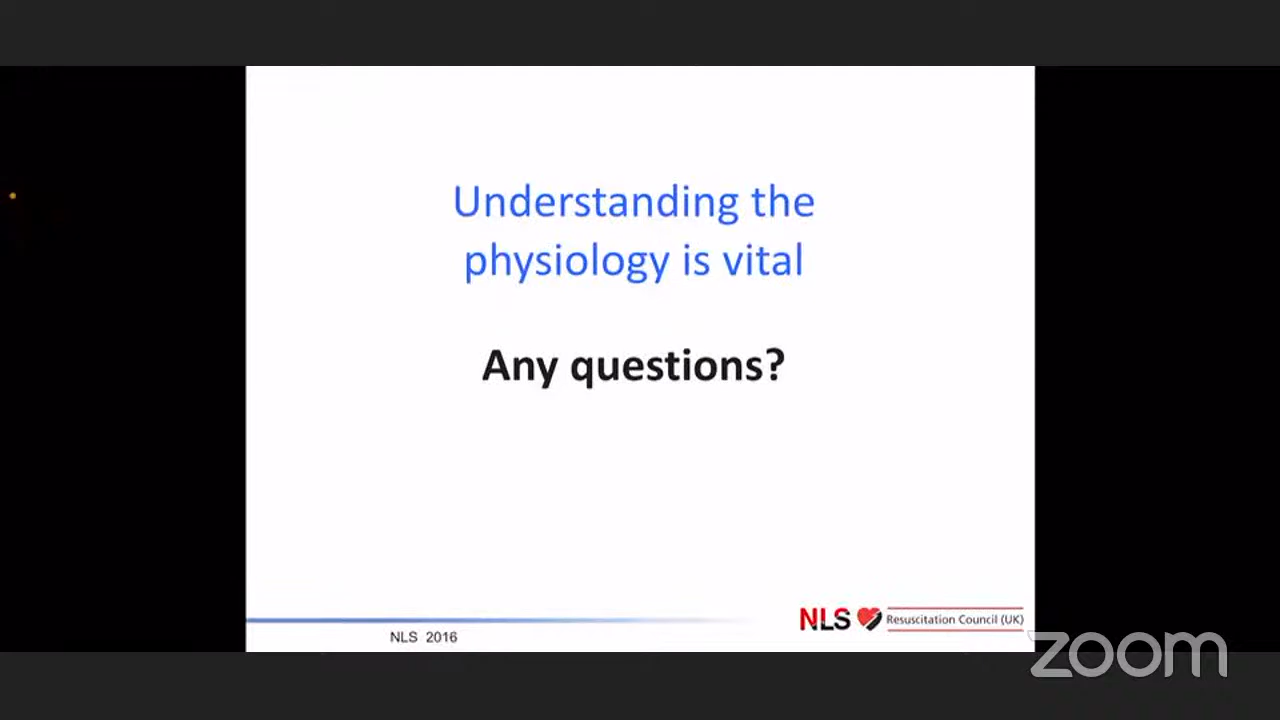 Understanding the
physiology is vital
Any questions?
NLS Resuscitation Council (UK)
NLS 2016
zoom